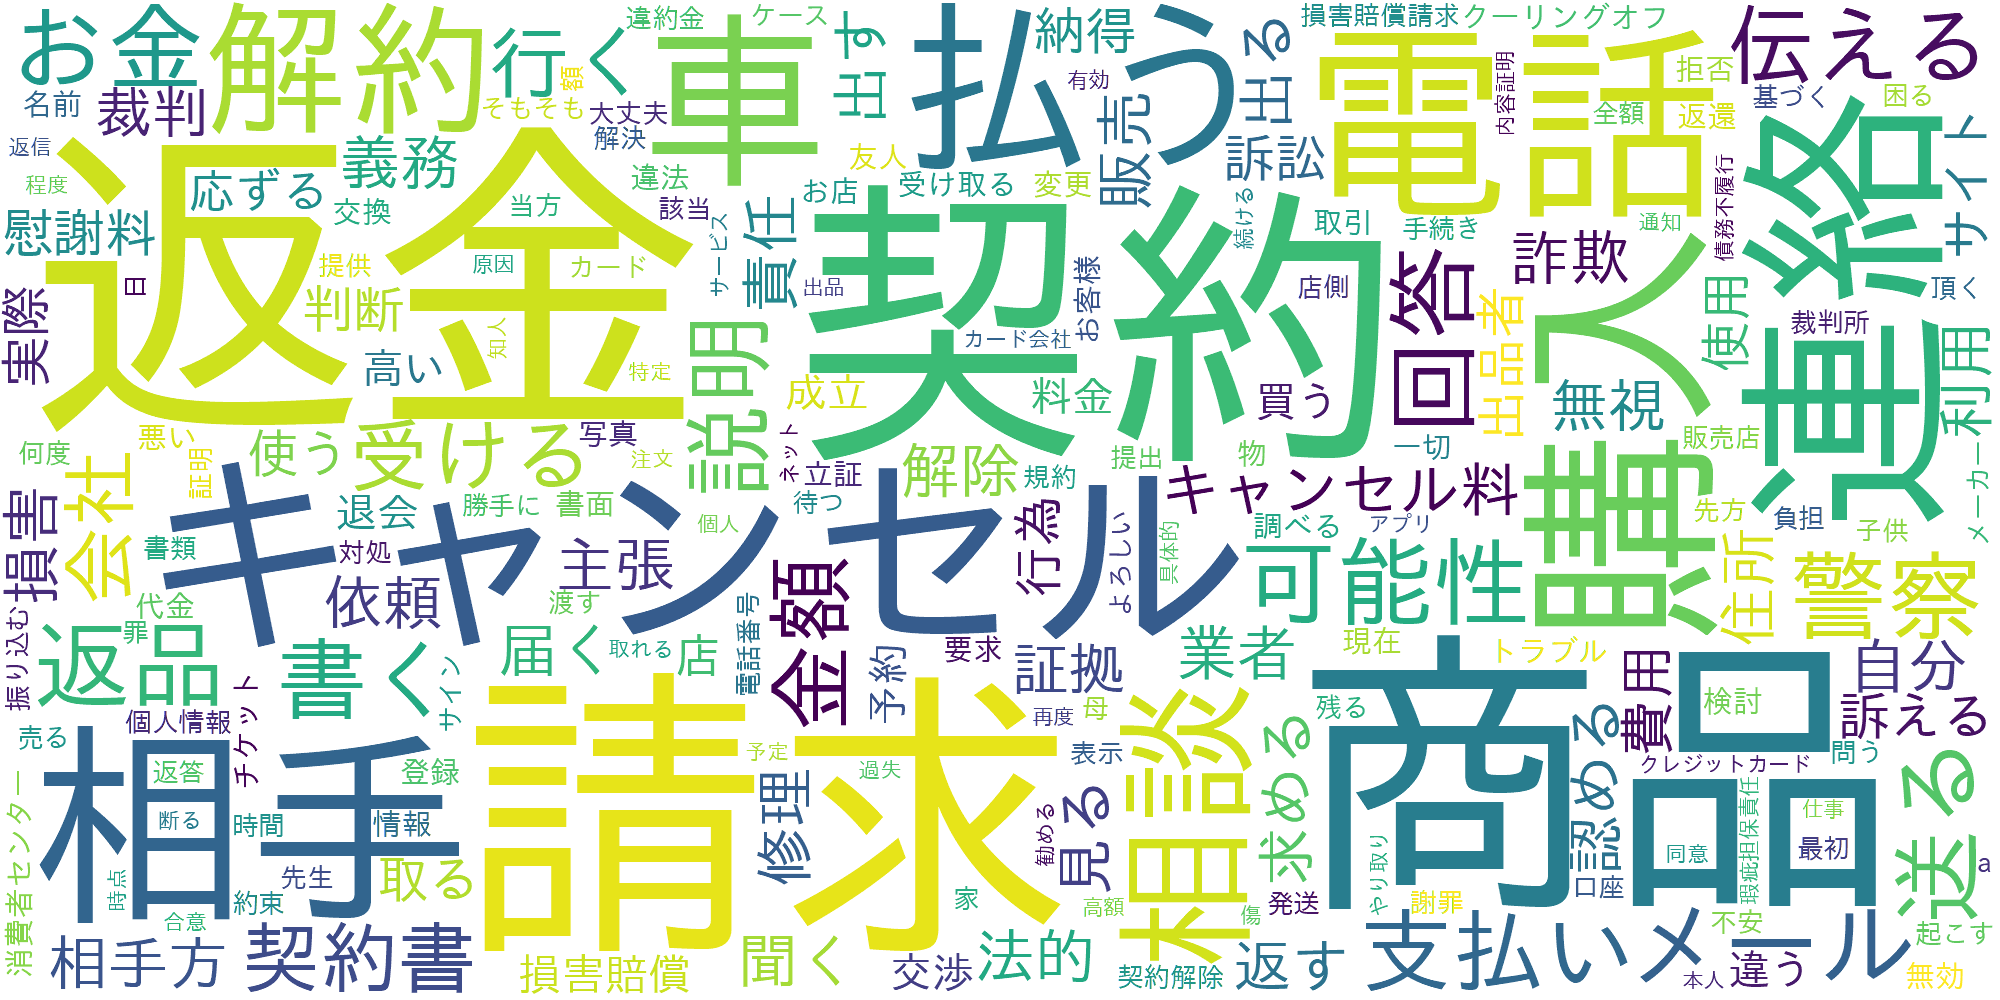 返金
契約
請求
商品
キャンセル
購入
連絡
電話
相手
払う
車
解約
お金
相談
支払い
メール
送る
伝える
警察
可能性
回答
金額
説明
受ける
返品
書く
契約書
会社
行く
裁判
義務
慰謝料
応ずる
判断
実際
高い
責任
販売
納得
出す
出る
訴訟
詐欺
無視
使用
利用
サイト
出品者
住所
自分
訴える
費用
業者
証拠
キャンセル料
行為
解除
成立
料金
買う
使う
退会
依頼
主張
届く
店
損害
相手方
取る
損害賠償
聞く
交渉
法的
返す
違う
見る
求める
認める
修理
予約
違約金
ケース
損害賠償請求
クーリングオフ
名前
返信
程度
そもそも
額
大丈夫
解決
違法
友人
お店
受け取る
変更
有効
内容証明
拒否
全額
返還
基づく
困る
交換
当方
該当
サービス
提供
原因
カード
日
知人
特定
出品
お客様
カード会社
続ける
取引
手続き
通知
債務不履行
店側
頂く
裁判所
メーカー
販売店
何度
悪い
証明
写真
注文
ネット
立証
待つ
規約
提出
物
一切
書類
対処
勝手に
書面
個人
よろしい
具体的
調べる
アプリ
先方
負担
子供
代金
罪
振り込む
渡す
取れる
電話番号
要求
現在
トラブル
個人情報
チケット
サイン
売る
返答
登録
予定
過失
再度
母
表示
残る
検討
クレジットカード
問う
消費者センター
断る
時間
情報
先生
時点
約束
合意
勧める
家
高額
傷
発送
やり取り
謝罪
口座
同意
瑕疵担保責任
仕事
最初
a
契約解除
不安
本人
起こす
無効